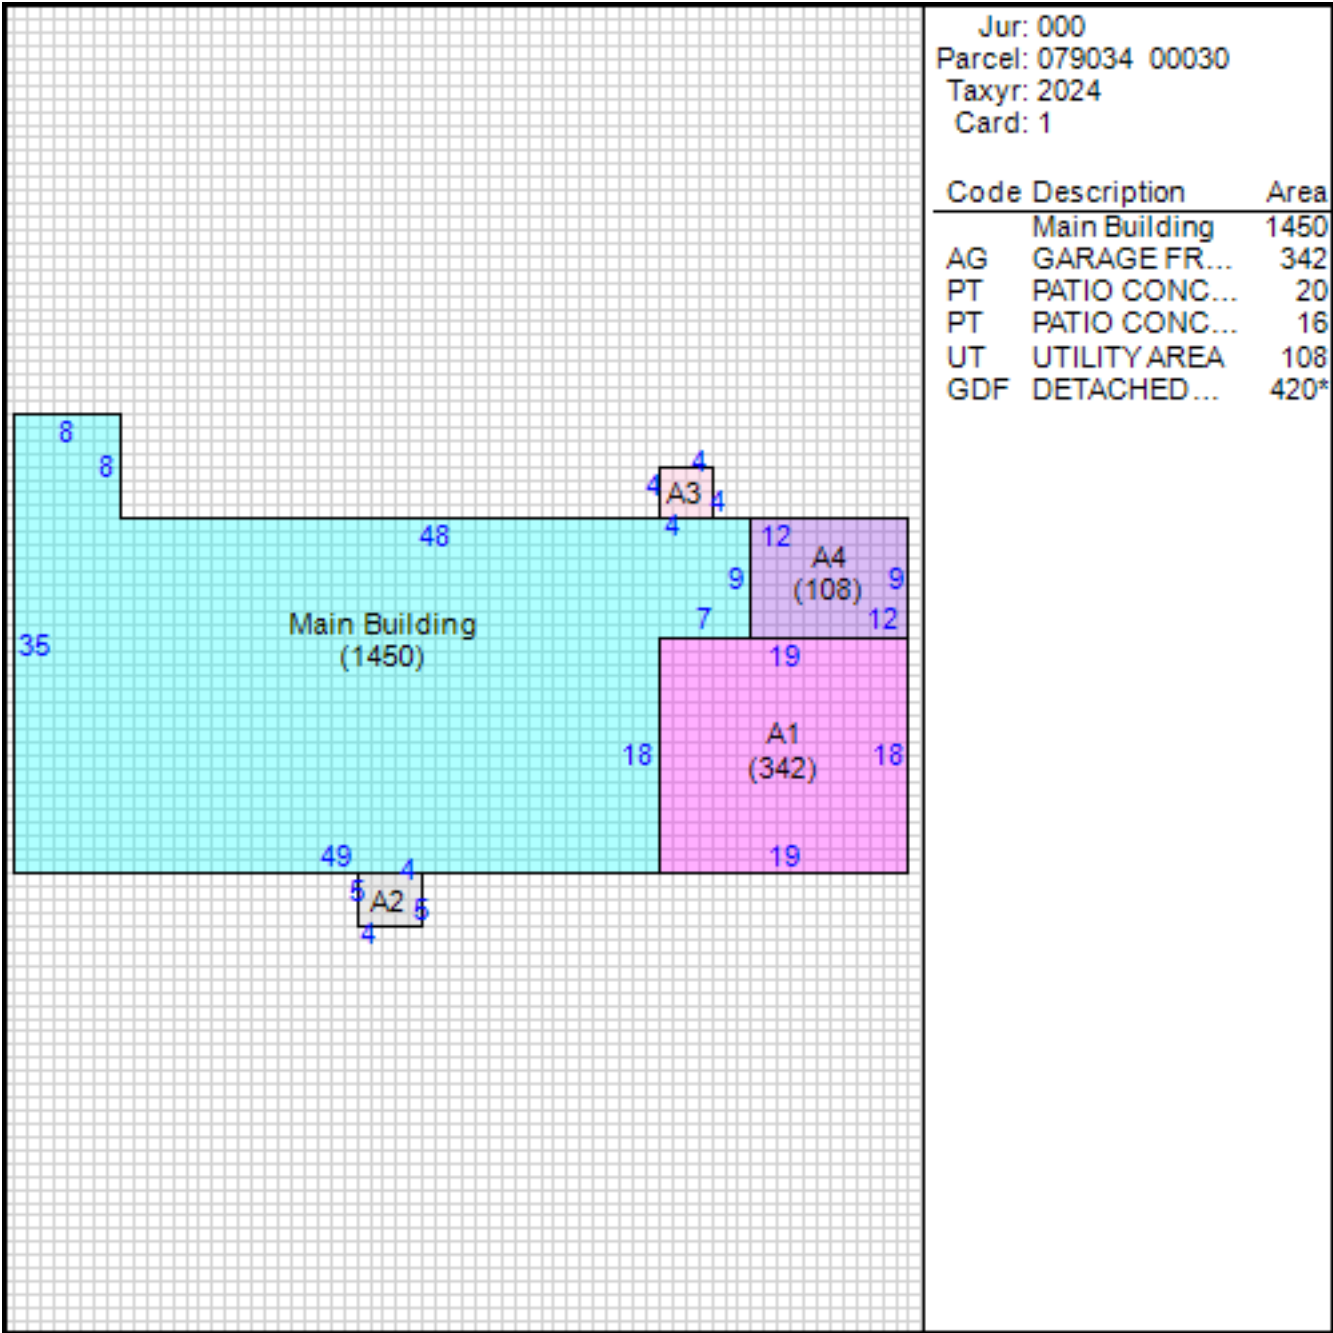 Jur: 000
Parcel: 079034 00030
Taxyr: 2024
Card: 1
Code Description Area
Main Building 1450
AG GARAGE FR... 342
PT PATIO CONC... 20
PT PATIO CONC... 16
UT UTILITY AREA 108
GDF DETACHED... 420*
8
8
4
4 A3 4
4
48
12
A4
(108)
9
9
7
12
Main Building
(1450)
35
19
A1
(342)
18
18
49
19
4
5 A2 5
4